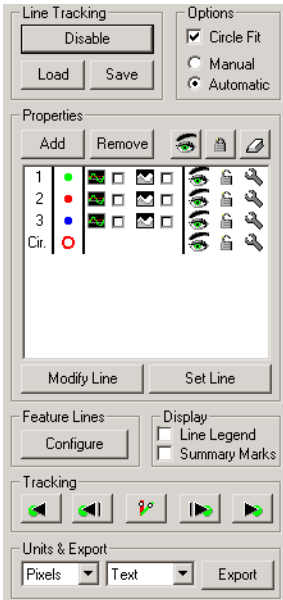 Line Tracking
Disable
Load Save
Options
Circle Fit
Manual
Automatic
Properties
Add Remove
1
2
3
Cir.
Modify Line Set Line
Feature Lines
Configure
Display
Line Legend
Summary Marks
Tracking
Units & Export
Pixels Text Export